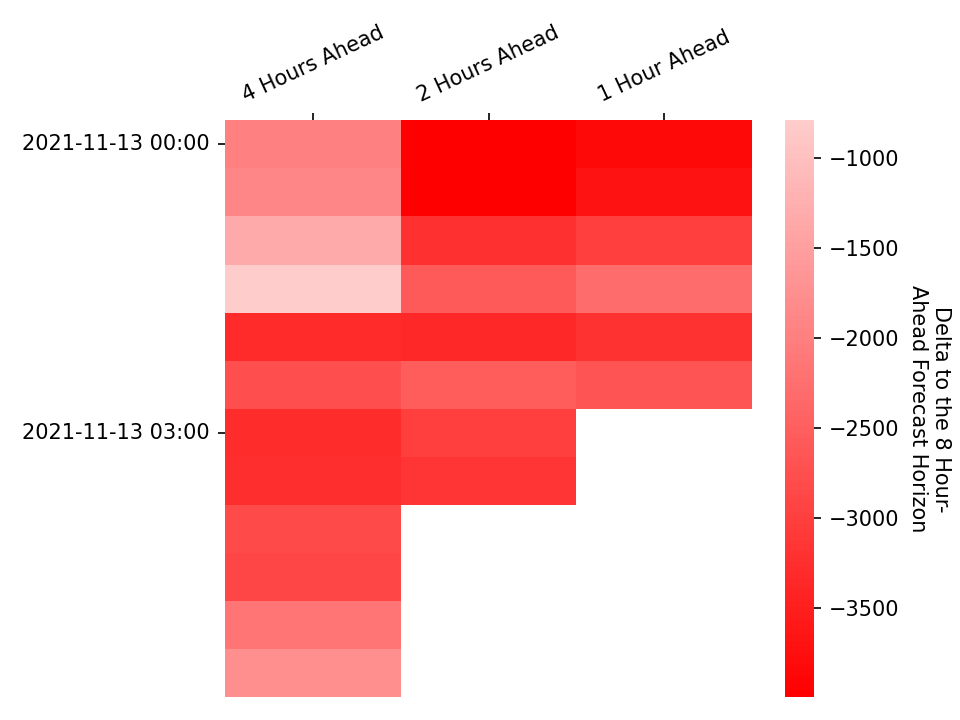 4 Hours Ahead
2 Hours Ahead
1 Hour Ahead
2021-11-13 00:00
2021-11-13 03:00
−1000
−1500
−2000
−2500
−3000
−3500
Delta to the 8 Hour-
Ahead Forecast Horizon